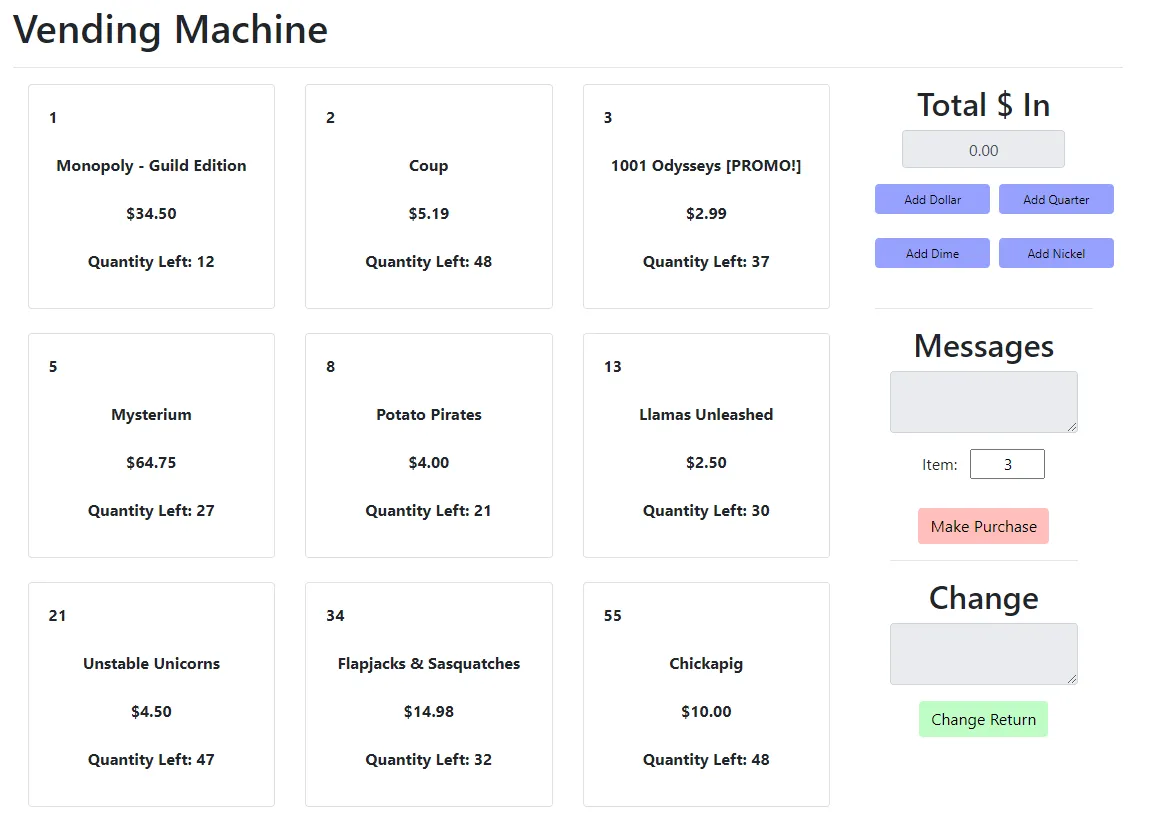 Vending Machine
1
Monopoly - Guild Edition
$34.50
Quantity Left: 12
2
Coup
$5.19
Quantity Left: 48
3
1001 Odysseys [PROMO!]
$2.99
Quantity Left: 37
5
Mysterium
$64.75
Quantity Left: 27
8
Potato Pirates
$4.00
Quantity Left: 21
13
Llamas Unleashed
$2.50
Quantity Left: 30
21
Unstable Unicorns
$4.50
Quantity Left: 47
34
Flapjacks & Sasquatches
$14.98
Quantity Left: 32
55
Chickapig
$10.00
Quantity Left: 48
Total $ In
0.00
Add Dollar
Add Quarter
Add Dime
Add Nickel
Messages
Item: 3
Make Purchase
Change
Change Return